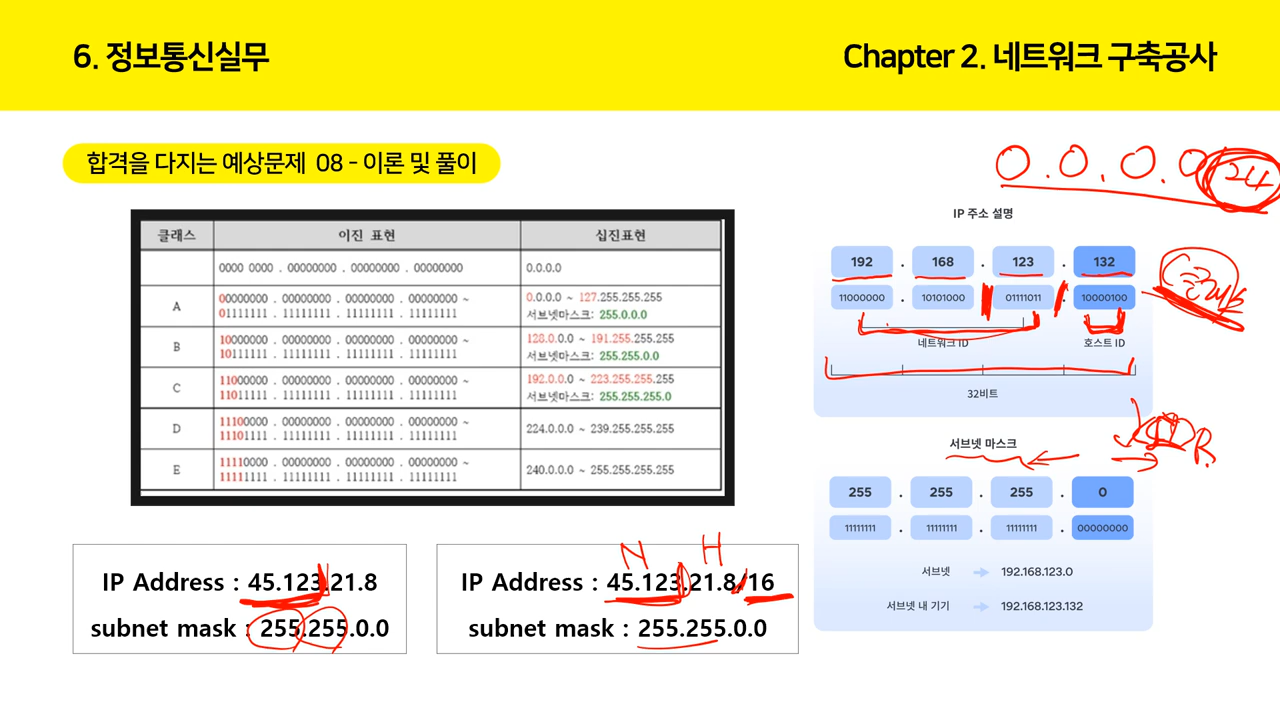 6. 정보통신실무
Chapter 2. 네트워크 구축공사
합격을 다지는 예상문제 08 - 이론 및 풀이
클래스 이진 표현 십진표현
0000 0000 . 00000000 . 00000000 . 00000000 0.0.0.0
A
00000000 . 00000000 . 00000000 . 00000000 ~
01111111 . 11111111 . 11111111 . 11111111
0.0.0.0 ~ 127.255.255.255
서브넷마스크: 255.0.0.0
B
10000000 . 00000000 . 00000000 . 00000000 ~
10111111 . 11111111 . 11111111 . 11111111
128.0.0.0 ~ 191.255.255.255
서브넷마스크: 255.255.0.0
C
11000000 . 00000000 . 00000000 . 00000000 ~
11011111 . 11111111 . 11111111 . 11111111
192.0.0.0 ~ 223.255.255.255
서브넷마스크: 255.255.255.0
D
11100000 . 00000000 . 00000000 . 00000000 ~
11101111 . 11111111 . 11111111 . 11111111
224.0.0.0 ~ 239.255.255.255
E
11110000 . 00000000 . 00000000 . 00000000 ~
11111111 . 11111111 . 11111111 . 11111111
240.0.0.0 ~ 255.255.255.255
IP Address : 45.123.21.8
subnet mask : 255.255.0.0
N H
IP Address : 45.123.21.8/16
subnet mask : 255.255.0.0
0.0.0.0 24
IP 주소 설명
192 . 168 . 123 . 132
11000000 . 10101000 01111011 10000100
네트워크 ID 호스트 ID
32비트
서브넷 마스크
255 . 255 . 255 . 0
11111111 . 11111111 . 11111111 . 00000000
서브넷 192.168.123.0
서브넷 내 기기 192.168.123.132